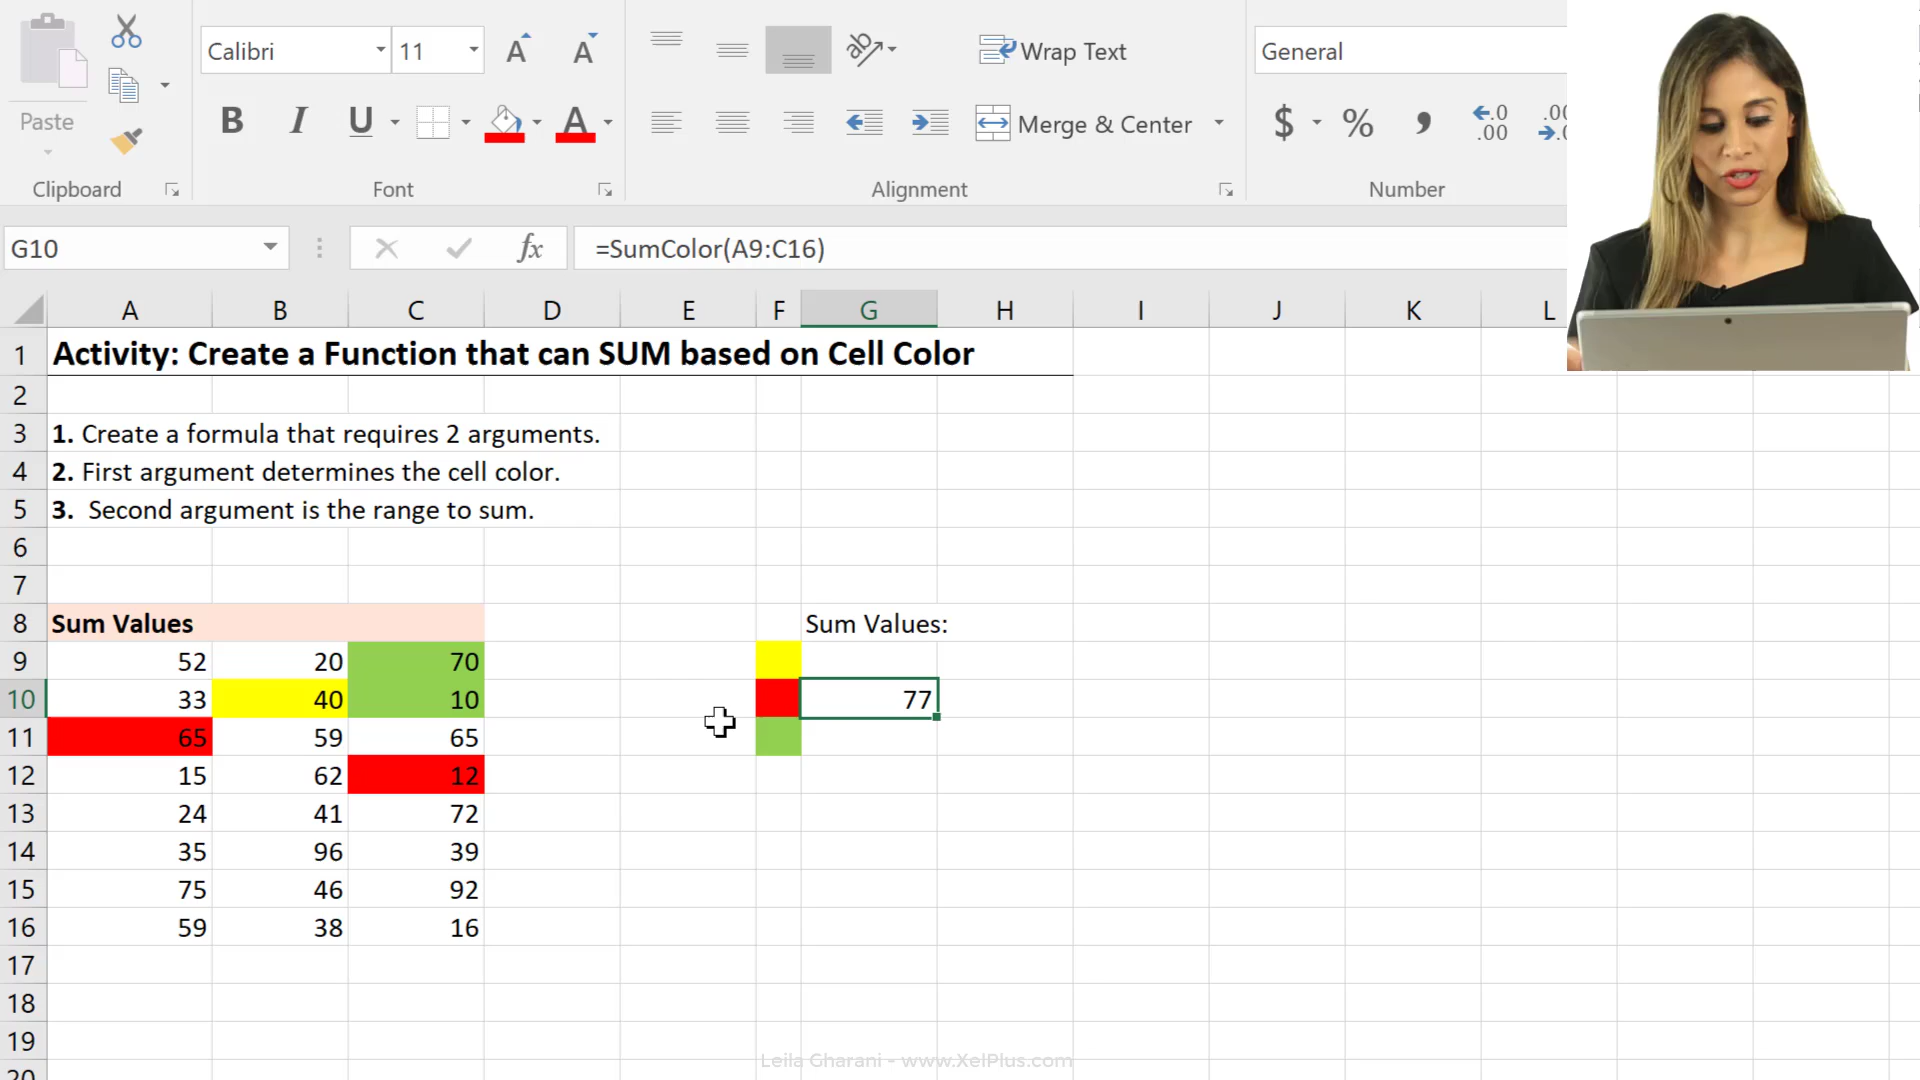 Calibri 11 Wrap Text General
Paste B I U Merge & Center $ % , .0 .00 .00
Clipboard Font Alignment Number
G10 fx =SumColor(A9:C16)
A B C D E F G H I J K L
1 Activity: Create a Function that can SUM based on Cell Color
2
3 1. Create a formula that requires 2 arguments.
4 2. First argument determines the cell color.
5 3. Second argument is the range to sum.
6
7
8 Sum Values Sum Values:
9 52 20 70
10 33 40 10 77
11 65 59 65
12 15 62 12
13 24 41 72
14 35 96 39
15 75 46 92
16 59 38 16
17
18
19
20
Leila Gharani - www.XelPlus.com